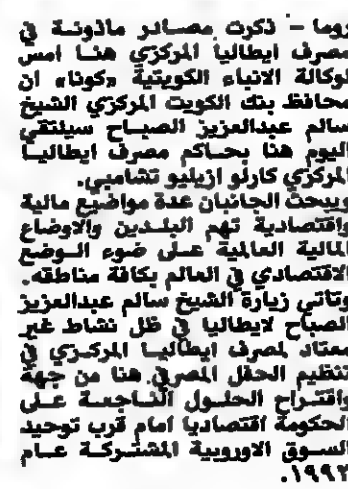 روما - ذكرت مصادر ماذونة في
مصرف ايطاليا المركزي هنا امس
لوكالة الانباء الكويتية «كونا» ان
محافظ بنك الكويت المركزي الشيخ
سالم عبدالعزيز الصباح سيلتقي
اليوم هنا بحاكم مصرف ايطاليا
المركزي كارلو ازيليو تشامبي.
ويبحث الجانبان عدة مواضيع مالية
واقتصادية تهم البلدين والاوضاع
المالية العالمية على ضوء الوضع
الاقتصادي في العالم بكافة مناطقه.
وتاتي زيارة الشيخ سالم عبدالعزيز
الصباح لايطاليا في ظل نشاط غير
معتاد لمصرف ايطاليا المركزي في
تنظيم الحقل المصرفي هنا من جهة
واقتراح الحلول الناجعة على
الحكومة اقتصاديا امام قرب توحيد
السوق الاوروبية المشتركة عام
١٩٩٢.